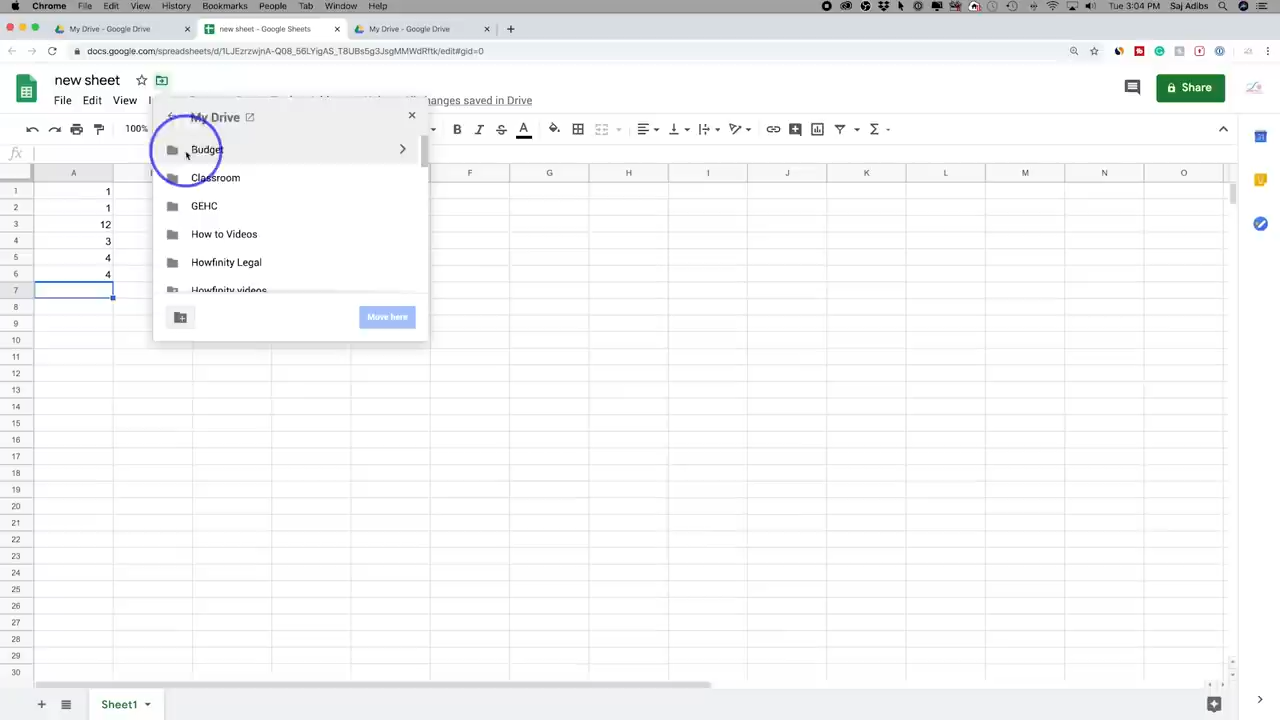 Chrome File Edit View History Bookmarks People Tab Window Help Tue 3:04 PM Saj Adibs
My Drive - Google Drive new sheet - Google Sheets My Drive - Google Drive
docs.google.com/spreadsheets/d/1LJEzrzwjnA-Q08_56LYigAS_T8UBs5g3JsgMMWdRftk/edit#gid=0
new sheet
File Edit View changes saved in Drive
Share
100%
My Drive
B I S A
fx
Budget
A F G H I J K L M N O
Classroom
GEHC
How to Videos
Howfinity Legal
Howfinity videos
Move here
1 1
2 1
3 12
4 3
5 4
6 4
7
8
9
10
11
12
13
14
15
16
17
18
19
20
21
22
23
24
25
26
27
28
29
30
Sheet1